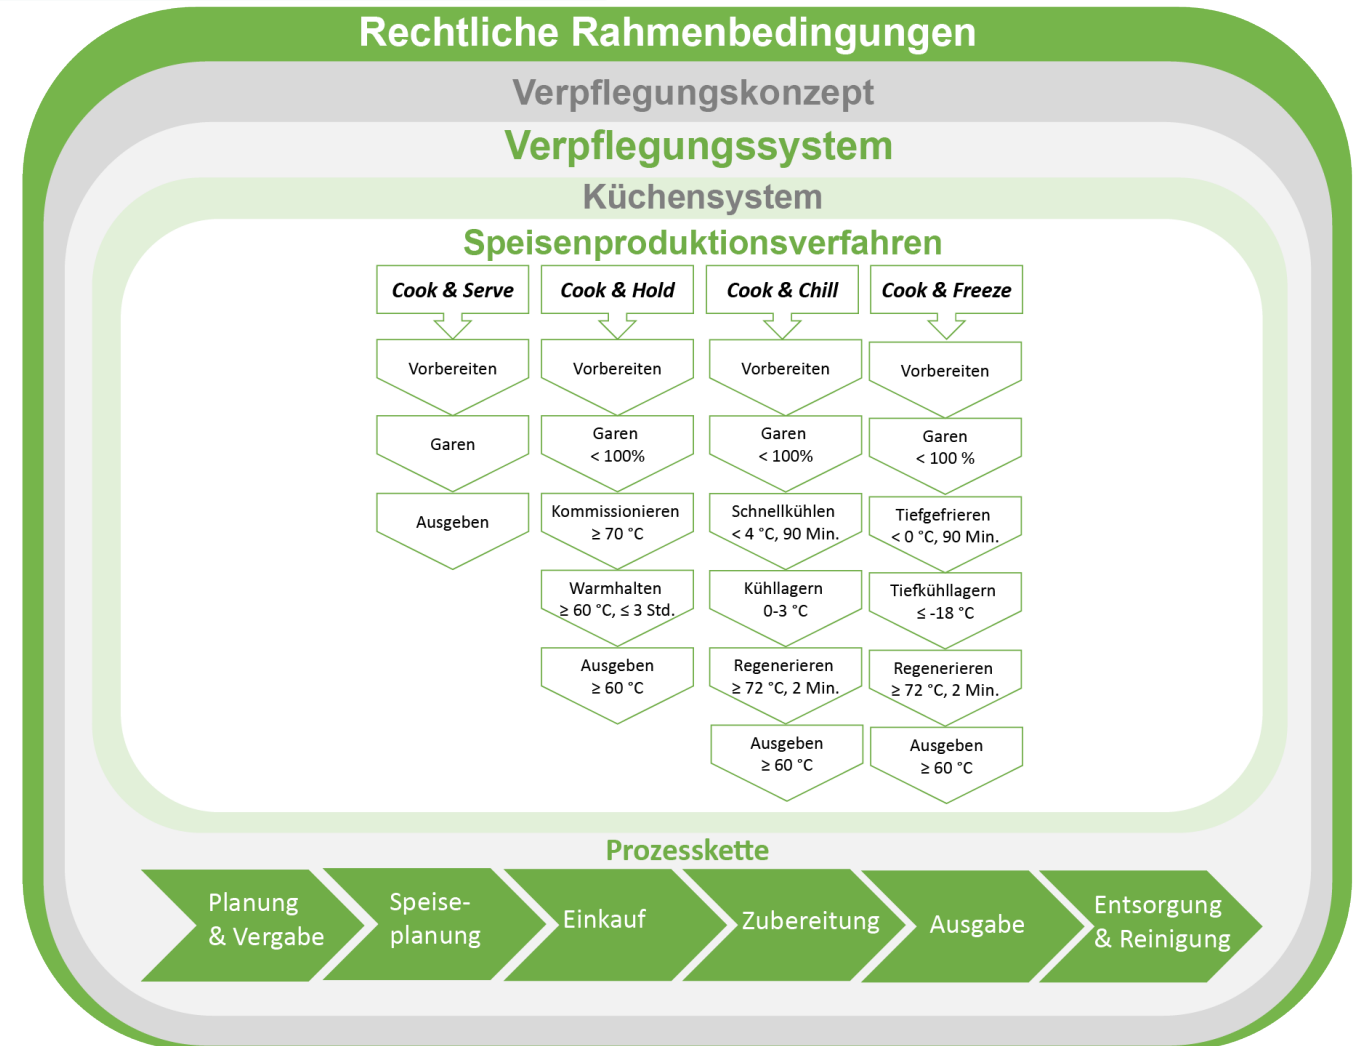 Rechtliche Rahmenbedingungen
Verpflegungskonzept
Verpflegungssystem
Küchensystem
Speisenproduktionsverfahren
Cook & Serve
Vorbereiten
Garen
Ausgeben
Cook & Hold
Vorbereiten
Garen
< 100%
Kommissionieren
≥ 70 °C
Warmhalten
≥ 60 °C, ≤ 3 Std.
Ausgeben
≥ 60 °C
Cook & Chill
Vorbereiten
Garen
< 100%
Schnellkühlen
< 4 °C, 90 Min.
Kühllagern
0-3 °C
Regenerieren
≥ 72 °C, 2 Min.
Ausgeben
≥ 60 °C
Cook & Freeze
Vorbereiten
Garen
< 100 %
Tiefgefrieren
< 0 °C, 90 Min.
Tiefkühllagern
≤ -18 °C
Regenerieren
≥ 72 °C, 2 Min.
Ausgeben
≥ 60 °C
Prozesskette
Planung
& Vergabe
Speise-
planung
Einkauf
Zubereitung
Ausgabe
Entsorgung
& Reinigung